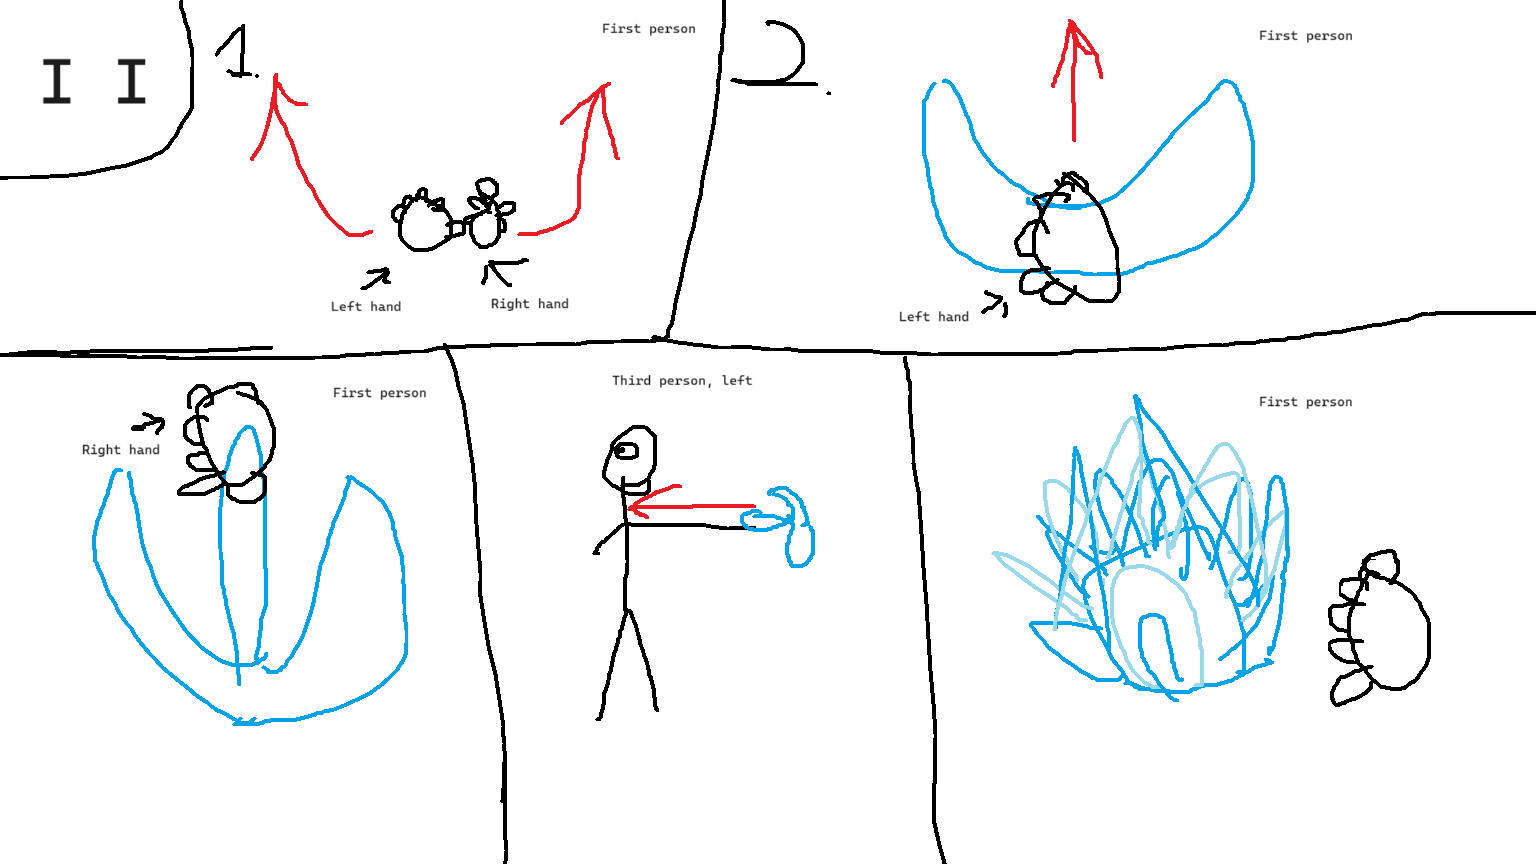 I I
1.
First person
Left hand
Right hand
2.
First person
Left hand
First person
Right hand
Third person, left
First person